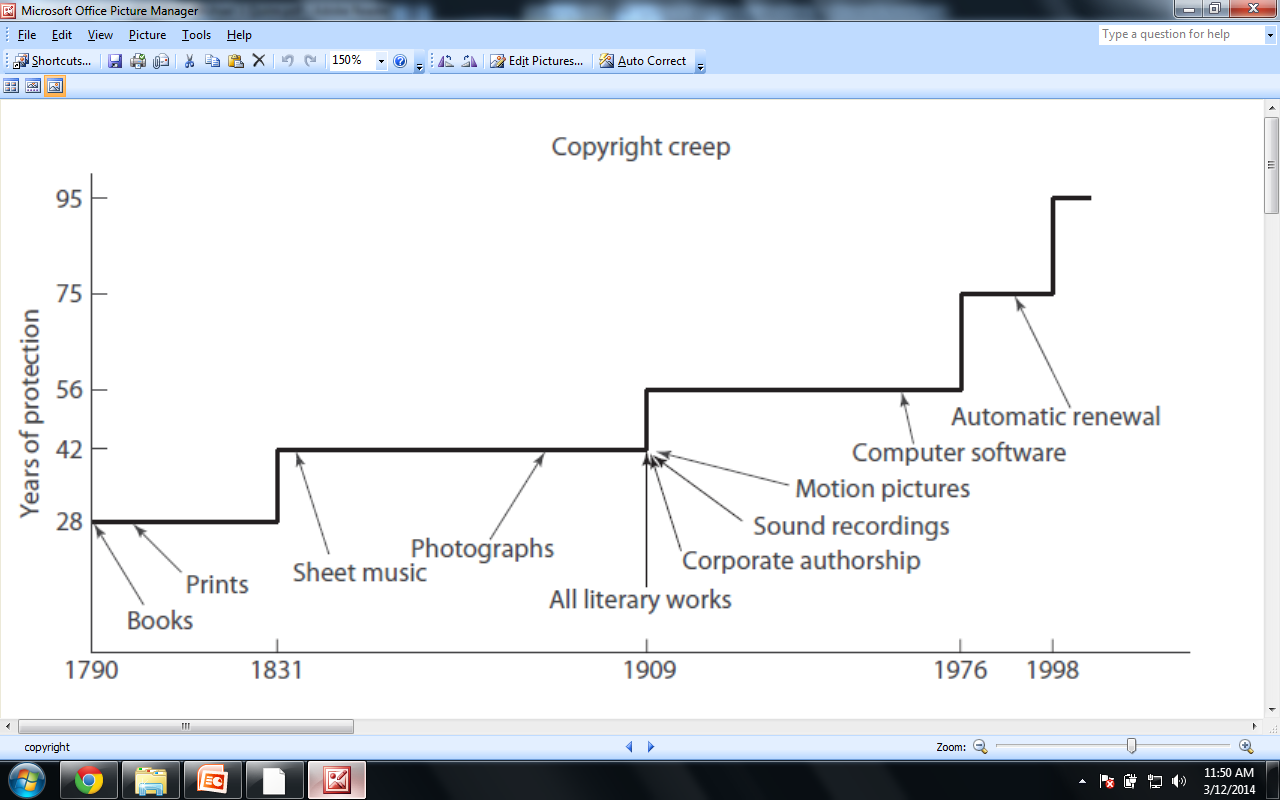 Microsoft Office Picture Manager
File Edit View Picture Tools Help
Type a question for help
Shortcuts... 150% Edit Pictures... Auto Correct
Copyright creep
95
75
56
42
28
Years of protection
Automatic renewal
Computer software
Motion pictures
Sound recordings
Photographs
Corporate authorship
Sheet music
Prints
All literary works
Books
1790 1831 1909 1976 1998
copyright
Zoom:
11:50 AM
3/12/2014